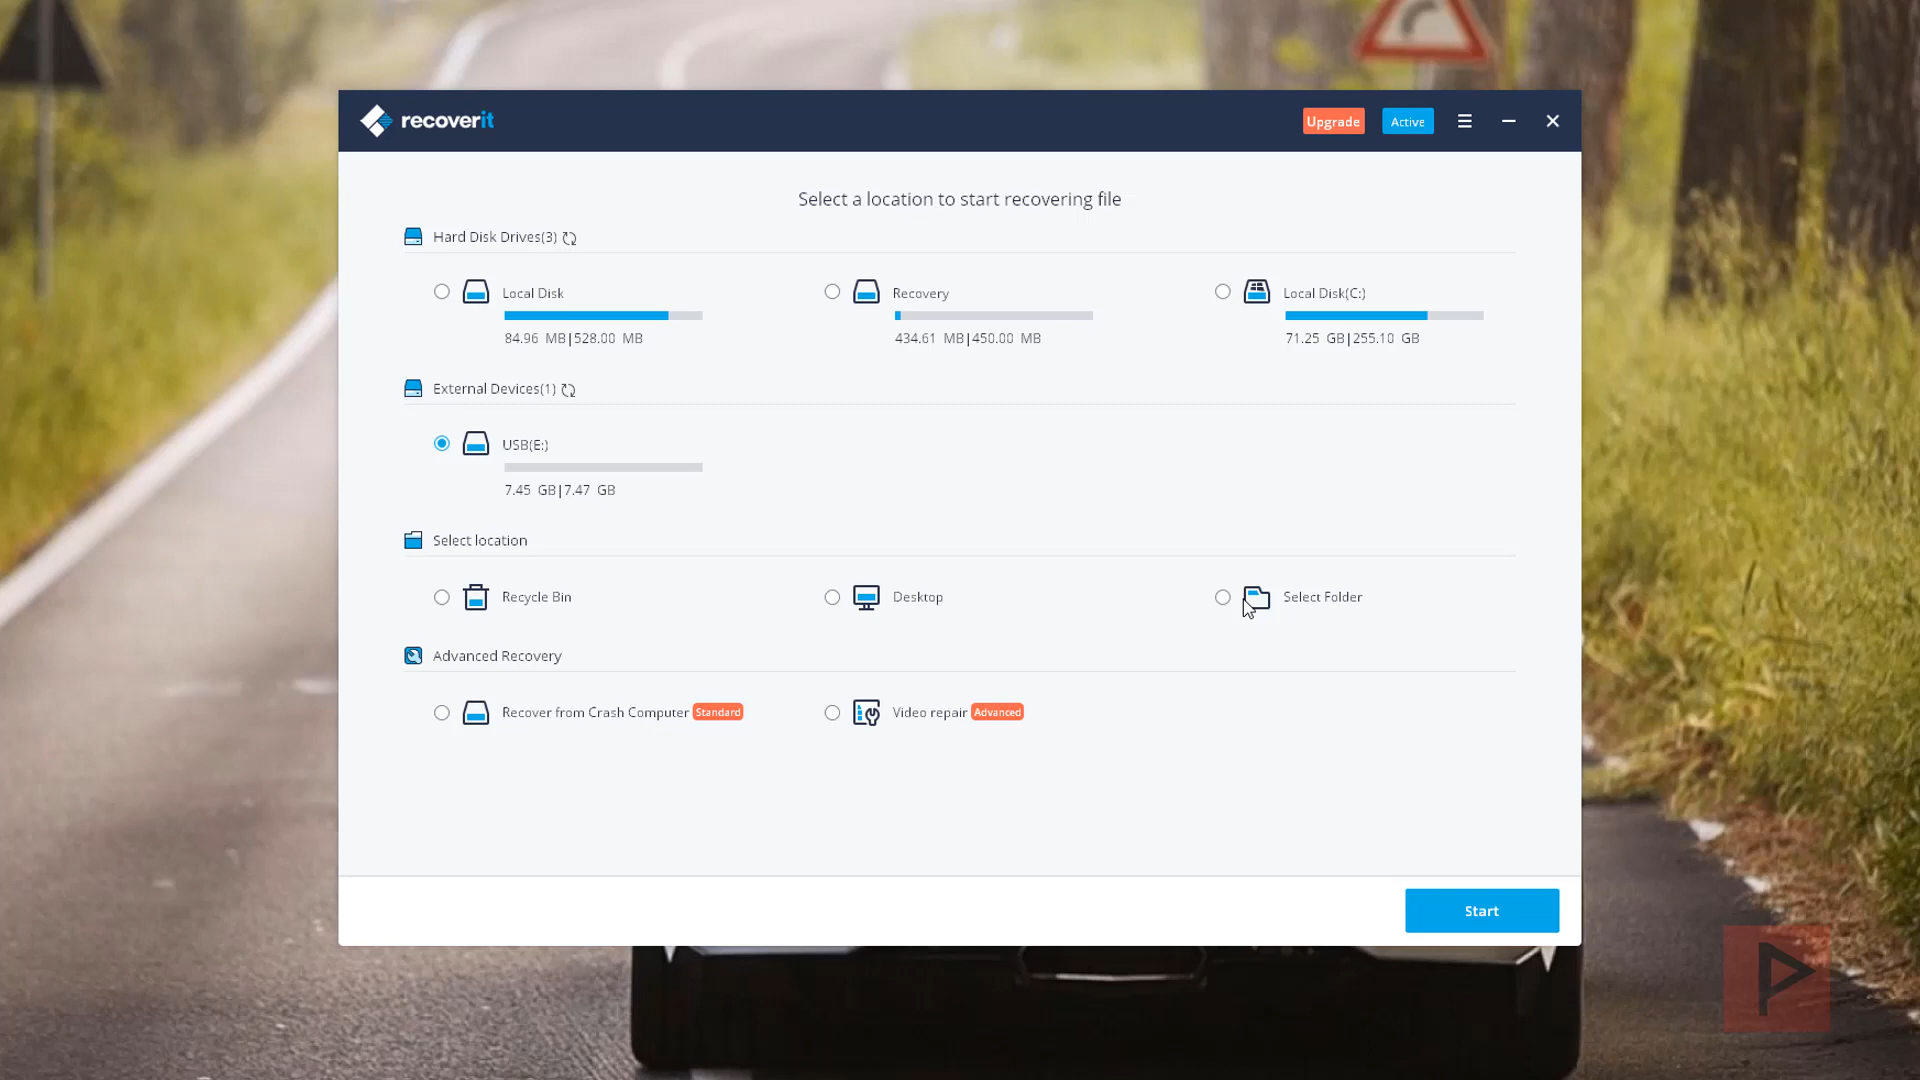 recoverit
Upgrade
Active
Select a location to start recovering file
Hard Disk Drives(3)
Local Disk
84.96 MB|528.00 MB
Recovery
434.61 MB|450.00 MB
Local Disk(C:)
71.25 GB|255.10 GB
External Devices(1)
USB(E:)
7.45 GB|7.47 GB
Select location
Recycle Bin
Desktop
Select Folder
Advanced Recovery
Recover from Crash Computer Standard
Video repair Advanced
Start
P